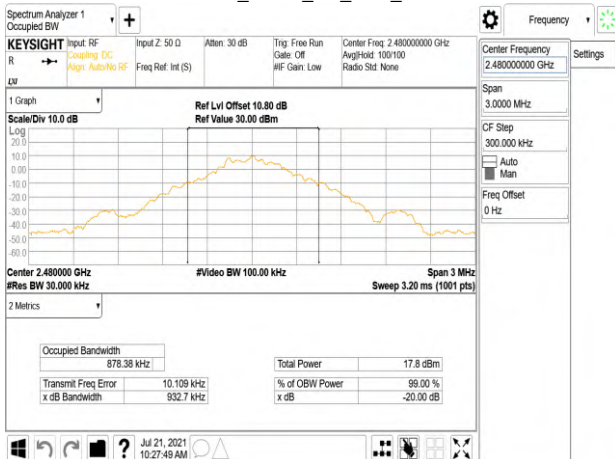 Spectrum Analyzer 1
Occupied BW
Frequency
KEYSIGHT
R
LXI
Input: RF
Coupling: DC
Align: Auto/No RF
Input Z: 50 Ω
Freq Ref: Int (S)
Atten: 30 dB
Trig: Free Run
Gate: Off
#IF Gain: Low
Center Freq: 2.480000000 GHz
Avg|Hold: 100/100
Radio Std: None
Center Frequency
2.480000000 GHz
Settings
Span
3.0000 MHz
CF Step
300.000 kHz
Auto
Man
Freq Offset
0 Hz
1 Graph
Scale/Div 10.0 dB
Ref Lvl Offset 10.80 dB
Ref Value 30.00 dBm
Log
20.0
10.0
0.00
-10.0
-20.0
-30.0
-40.0
-50.0
-60.0
Center 2.480000 GHz
#Res BW 30.000 kHz
#Video BW 100.00 kHz
Span 3 MHz
Sweep 3.20 ms (1001 pts)
2 Metrics
Occupied Bandwidth
878.38 kHz
Transmit Freq Error 10.109 kHz
x dB Bandwidth 932.7 kHz
Total Power 17.8 dBm
% of OBW Power 99.00 %
x dB -20.00 dB
?
Jul 21, 2021
10:27:49 AM